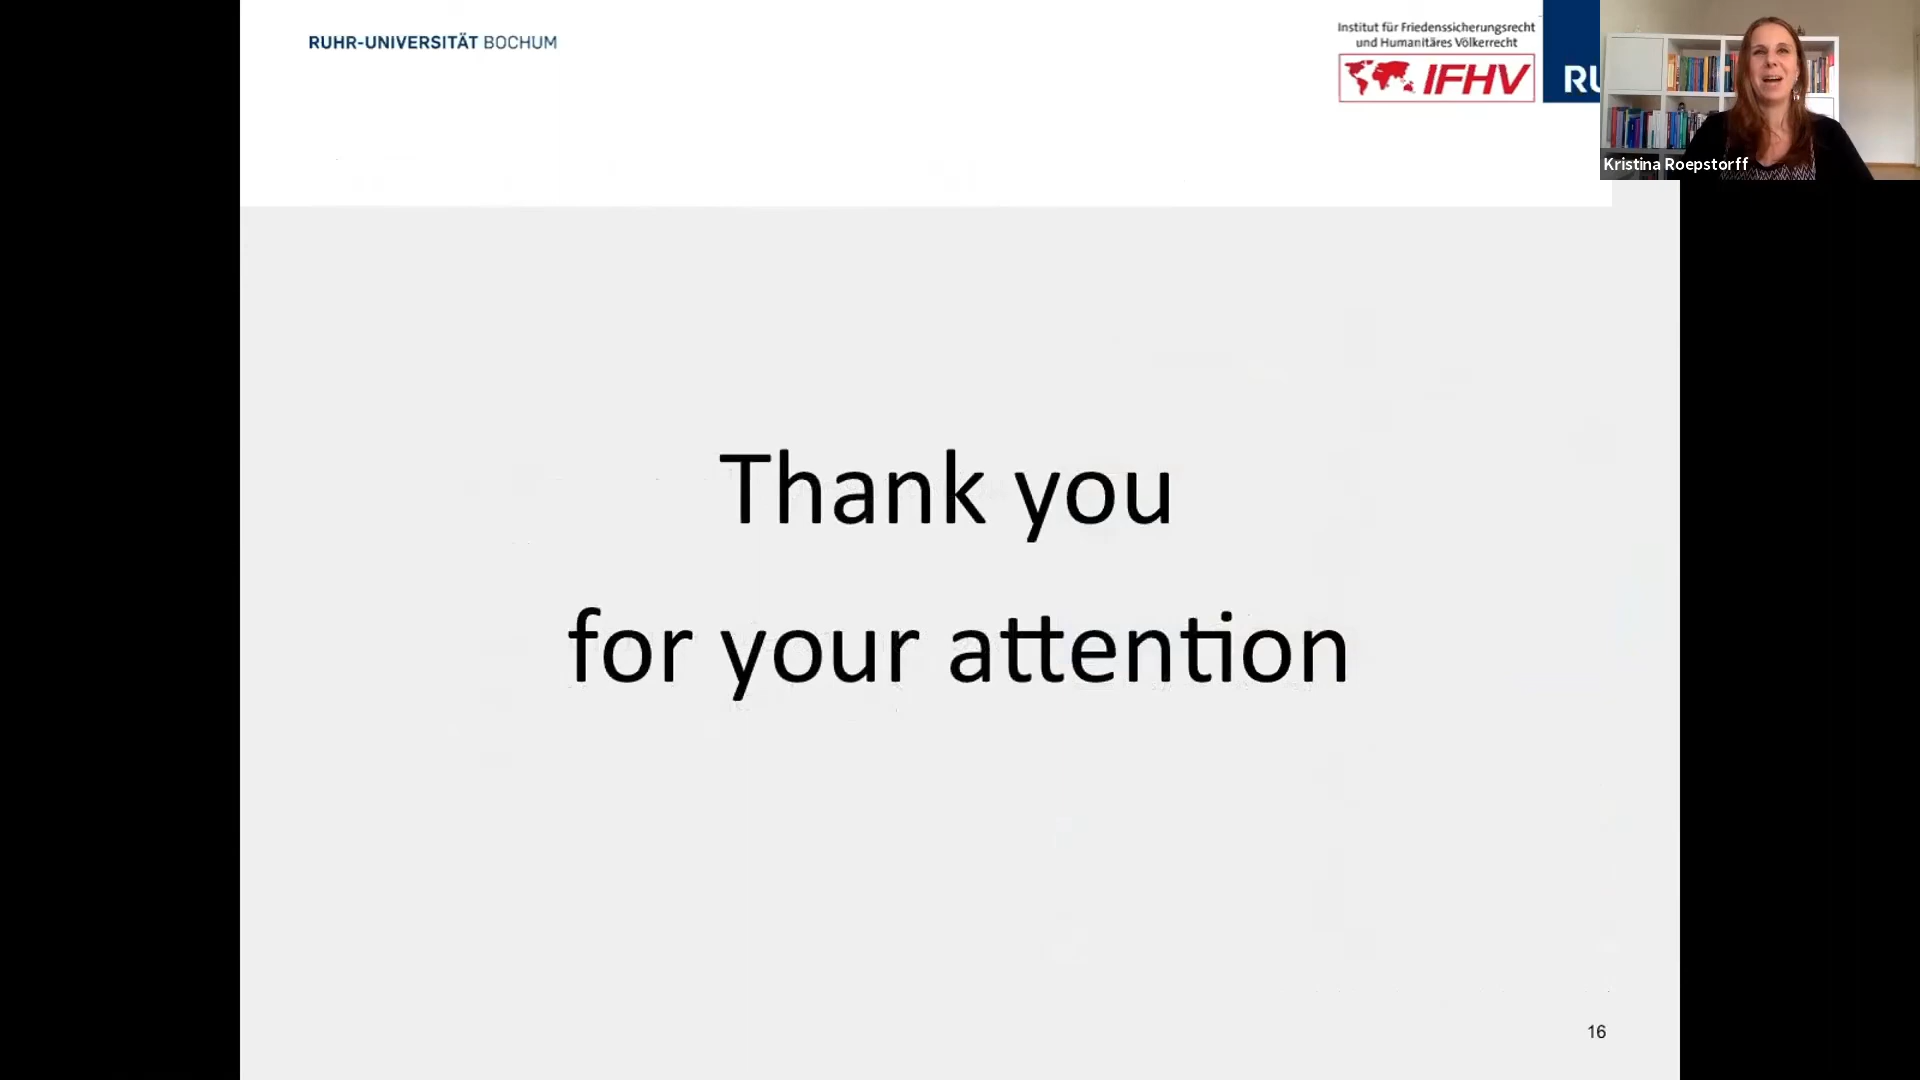 RUHR-UNIVERSITÄT BOCHUM
Institut für Friedenssicherungsrecht
und Humanitäres Völkerrecht
IFHV
RU
Kristina Roepstorff
Thank you
for your attention
16